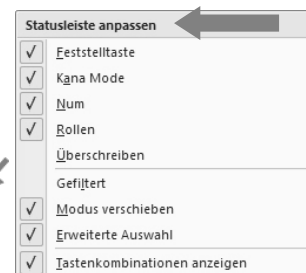 Statusleiste anpassen
Feststelltaste
Kana Mode
Num
Rollen
Überschreiben
Gefiltert
Modus verschieben
Erweiterte Auswahl
Tastenkombinationen anzeigen